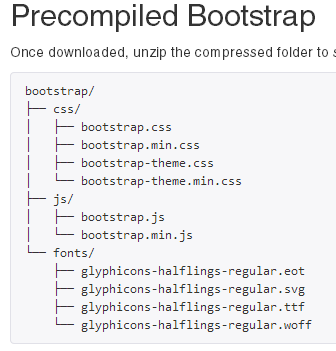 Precompiled Bootstrap
Once downloaded, unzip the compressed folder to
bootstrap/
├── css/
│   ├── bootstrap.css
│   ├── bootstrap.min.css
│   ├── bootstrap-theme.css
│   └── bootstrap-theme.min.css
├── js/
│   ├── bootstrap.js
│   └── bootstrap.min.js
└── fonts/
    ├── glyphicons-halflings-regular.eot
    ├── glyphicons-halflings-regular.svg
    ├── glyphicons-halflings-regular.ttf
    └── glyphicons-halflings-regular.woff